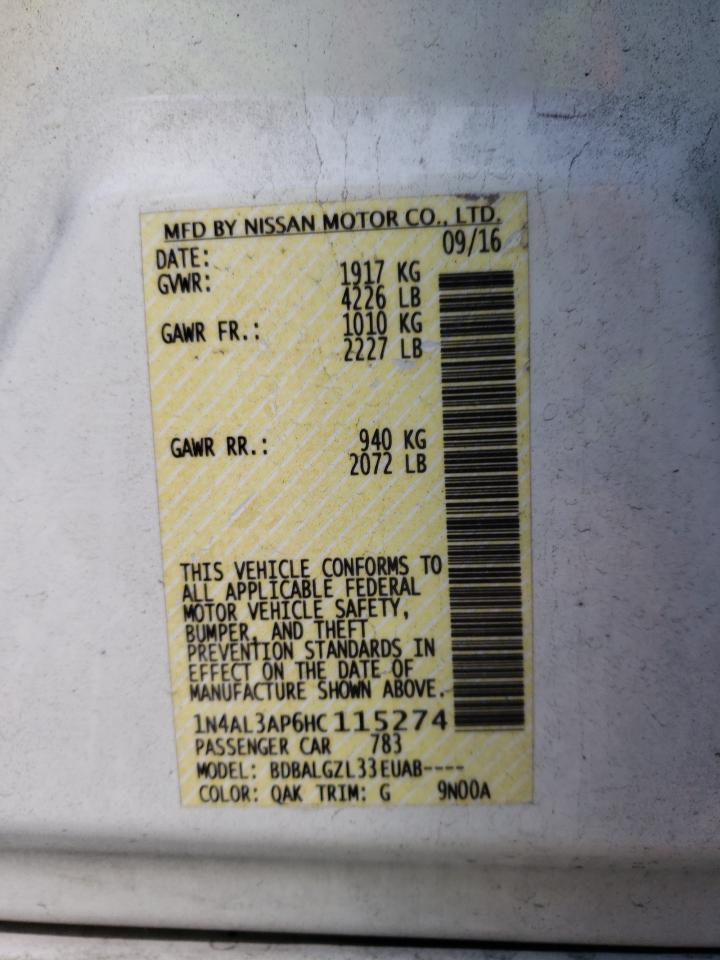 MFD BY NISSAN MOTOR CO., LTD.
DATE: 09/16
GVWR: 1917 KG
4226 LB
GAWR FR.: 1010 KG
2227 LB
GAWR RR.: 940 KG
2072 LB
THIS VEHICLE CONFORMS TO
ALL APPLICABLE FEDERAL
MOTOR VEHICLE SAFETY,
BUMPER, AND THEFT
PREVENTION STANDARDS IN
EFFECT ON THE DATE OF
MANUFACTURE SHOWN ABOVE.
1N4AL3AP6HC115274
PASSENGER CAR 783
MODEL: BDBALGZL33EUAB----
COLOR: QAK TRIM: G 9N00A